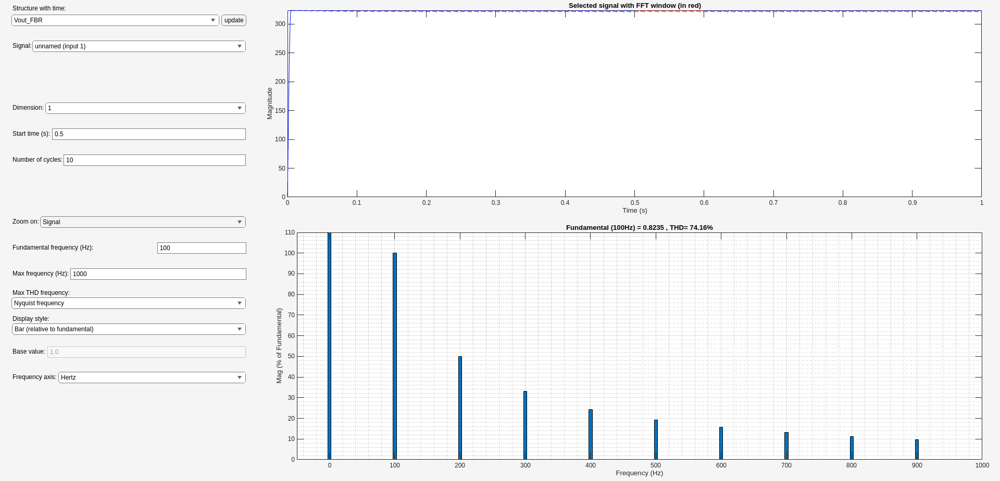 Structure with time:
Vout_FBR
update
Signal: unnamed (input 1)
Dimension: 1
Start time (s): 0.5
Number of cycles: 10
Zoom on: Signal
Fundamental frequency (Hz): 100
Max frequency (Hz): 1000
Max THD frequency:
Nyquist frequency
Display style:
Bar (relative to fundamental)
Base value: 1.0
Frequency axis: Hertz
Selected signal with FFT window (in red)
300
250
200
150
100
50
0
Magnitude
0 0.1 0.2 0.3 0.4 0.5 0.6 0.7 0.8 0.9 1
Time (s)
Fundamental (100Hz) = 0.8235 , THD= 74.16%
110
100
90
80
70
60
50
40
30
20
10
0
Mag (% of Fundamental)
0 100 200 300 400 500 600 700 800 900 1000
Frequency (Hz)